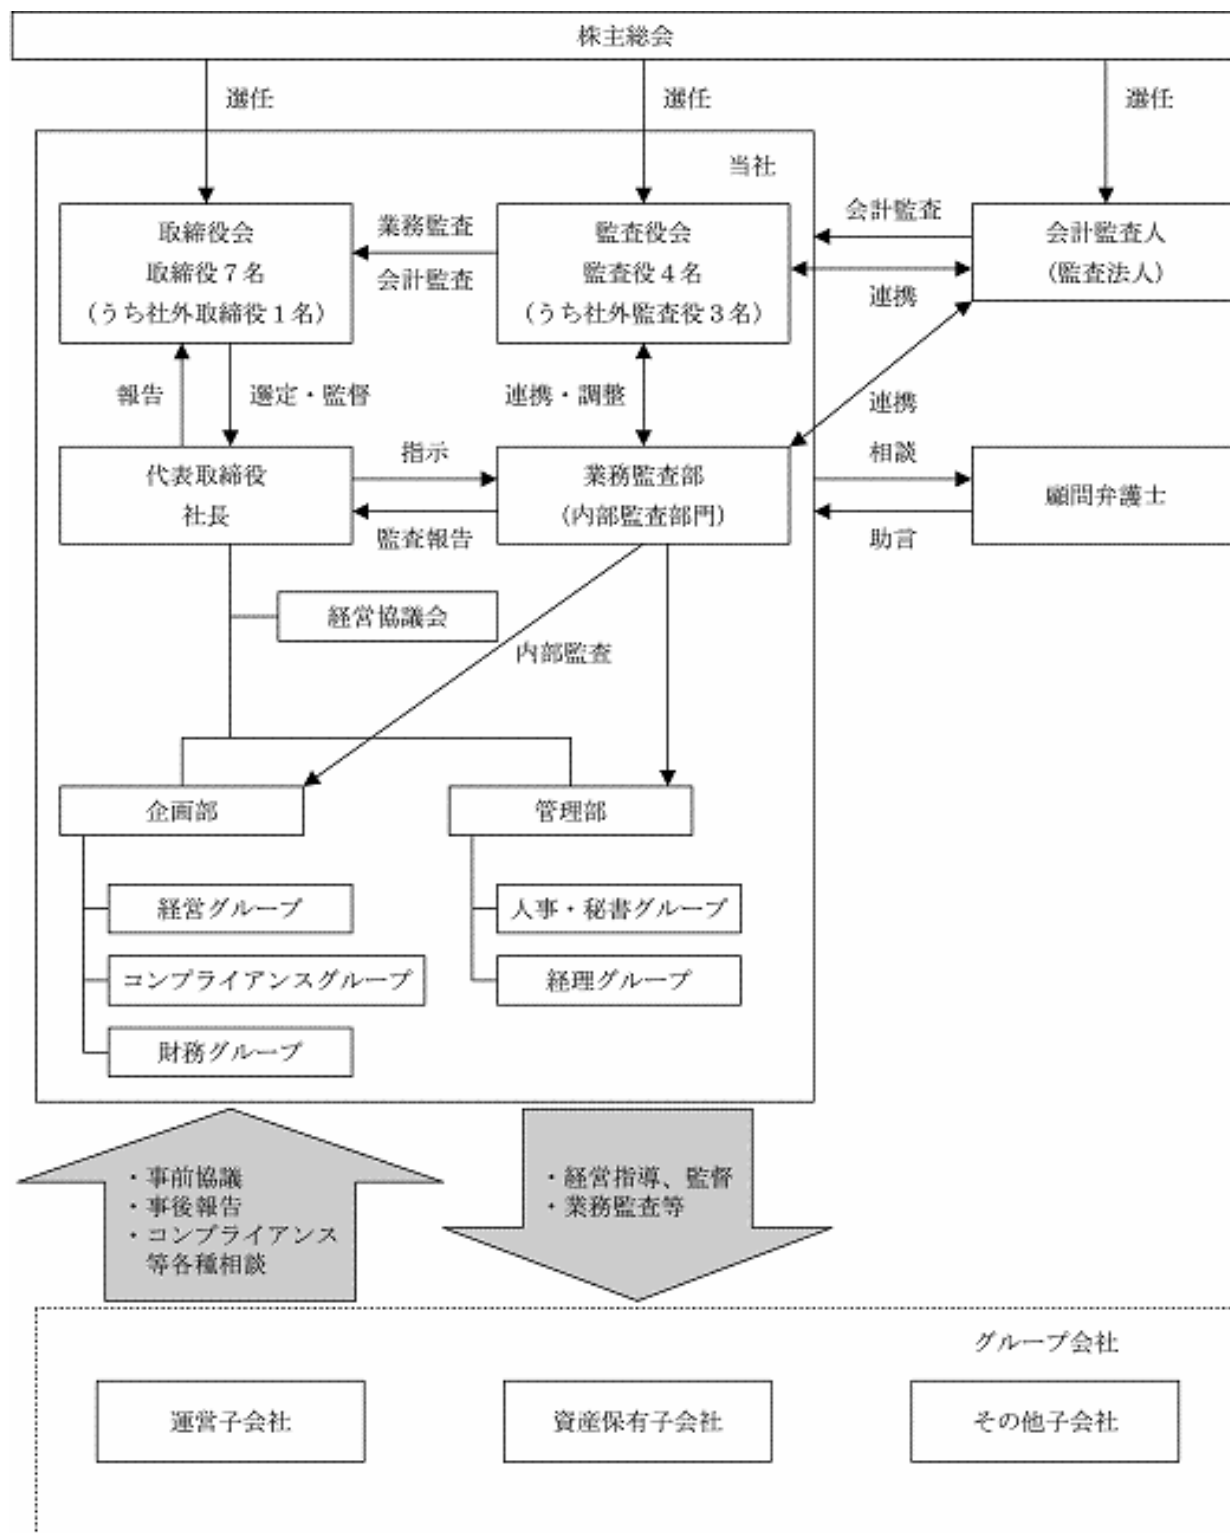 株主総会
選任
選任
選任
当社
取締役会
取締役７名
（うち社外取締役１名）
業務監査
会計監査
監査役会
監査役４名
（うち社外監査役３名）
会計監査
連携
会計監査人
（監査法人）
報告
選定・監督
連携・調整
連携
代表取締役
社長
指示
監査報告
業務監査部
（内部監査部門）
相談
助言
顧問弁護士
経営協議会
内部監査
企画部
管理部
経営グループ
人事・秘書グループ
コンプライアンスグループ
経理グループ
財務グループ
・事前協議
・事後報告
・コンプライアンス
等各種相談
・経営指導、監督
・業務監査等
グループ会社
運営子会社
資産保有子会社
その他子会社